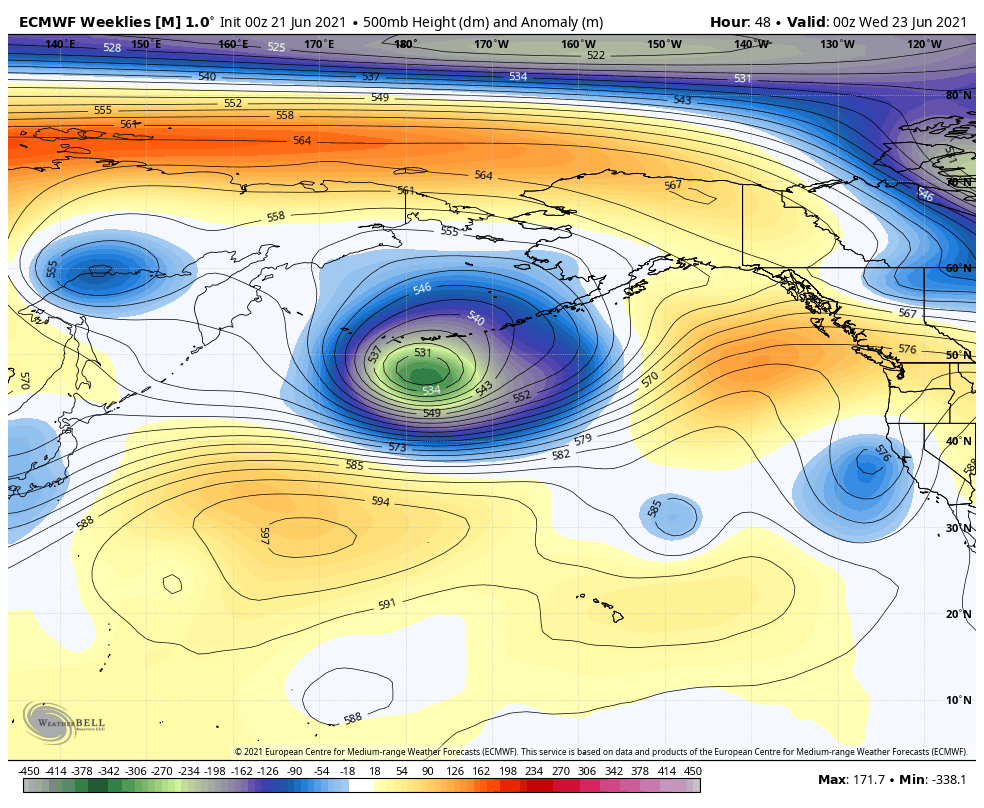 ECMWF Weeklies [M] 1.0° Init 00z 21 Jun 2021 • 500mb Height (dm) and Anomaly (m)
Hour: 48 • Valid: 00z Wed 23 Jun 2021
140°E 150°E 160°E 170°E 180° 170°W 160°W 150°W 140°W 130°W 120°W
528 525 522
540 537 534 531
80°N
555 552 549 543
561 558
564
564 567 70°N
561 546
558 555
555 60°N
546
540 567
537 531 576 50°N
570 534 543 552 570
549
573 579 582 40°N
585 576
588 594 585
597 30°N
591 20°N
10°N
588
WEATHERBELL
Analytics LLC
© 2021 European Centre for Medium-range Weather Forecasts (ECMWF). This service is based on data and products of the European Centre for Medium-range Weather Forecasts (ECMWF).
-450 -414 -378 -342 -306 -270 -234 -198 -162 -126 -90 -54 -18 18 54 90 126 162 198 234 270 306 342 378 414 450
Max: 171.7 • Min: -338.1